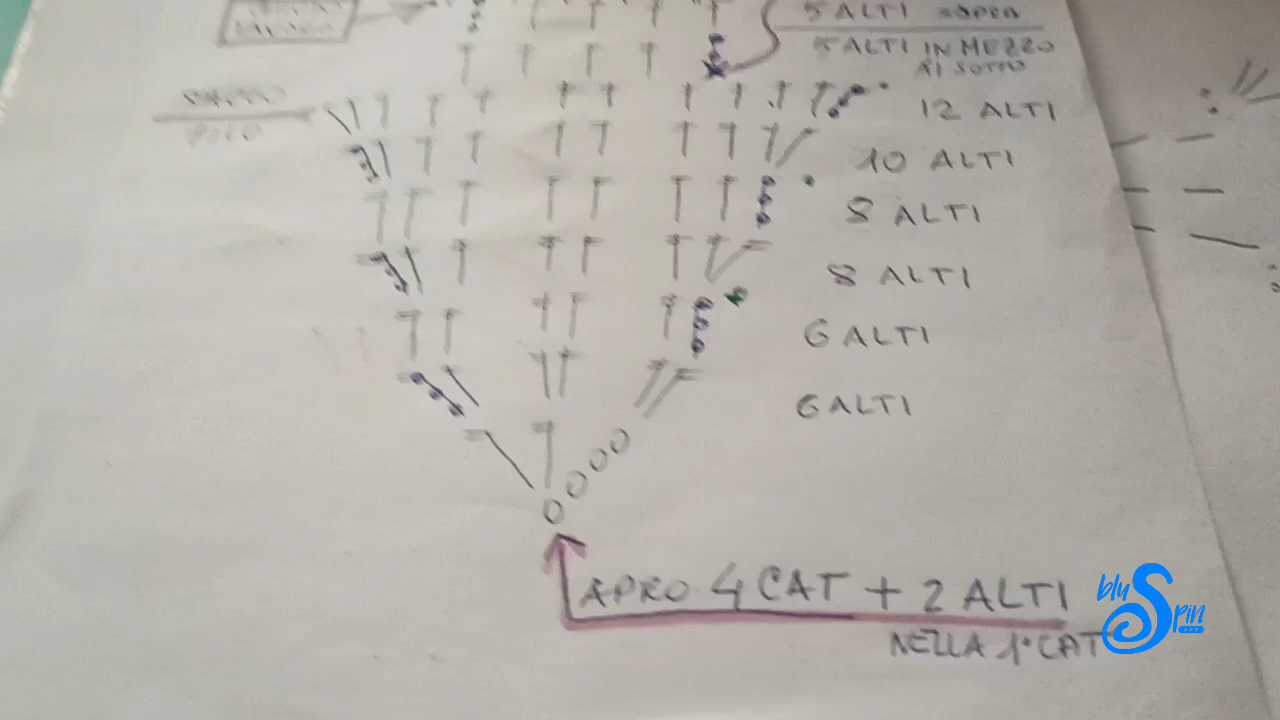 5 ALTI SOPRA
5 ALTI IN MEZZO
AI SOTTO
12 ALTI
10 ALTI
8 ALTI
8 ALTI
6 ALTI
6 ALTI
APRO 4 CAT + 2 ALTI
NELLA 1° CAT
blu Spin
ART